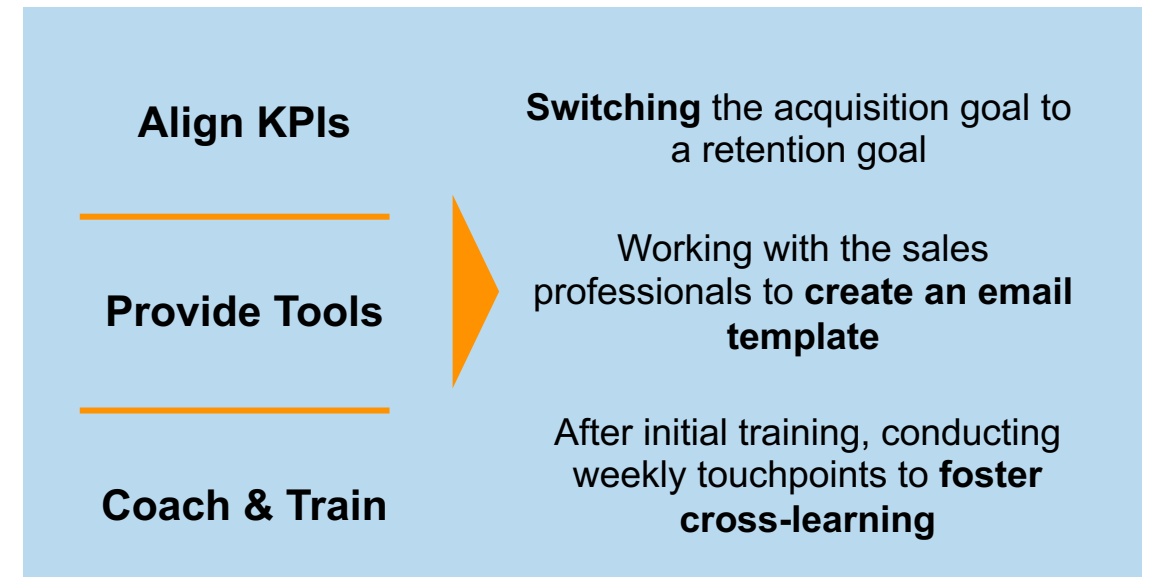 Align KPIs
Switching the acquisition goal to
a retention goal
Provide Tools
Working with the sales
professionals to create an email
template
Coach & Train
After initial training, conducting
weekly touchpoints to foster
cross-learning